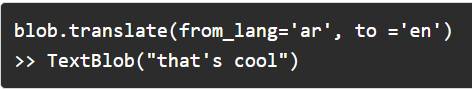 blob.translate(from_lang='ar', to ='en')
>> TextBlob("that's cool")